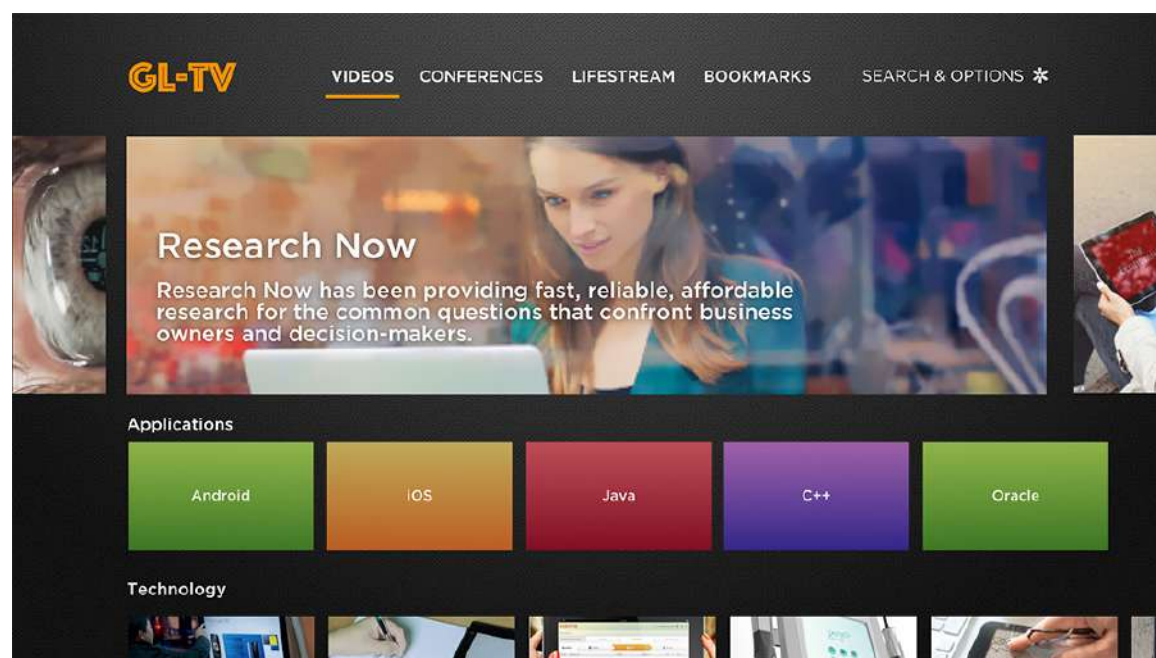 GL-TV
VIDEOS CONFERENCES LIFESTREAM BOOKMARKS SEARCH & OPTIONS *
Research Now
Research Now has been providing fast, reliable, affordable
research for the common questions that confront business
owners and decision-makers.
Applications
Android iOS Java C++ Oracle
Technology